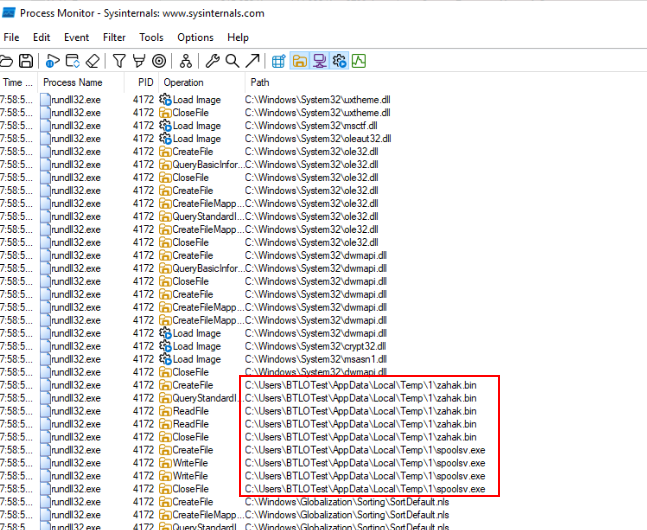 Process Monitor - Sysinternals: www.sysinternals.com
File Edit Event Filter Tools Options Help
Time ... Process Name PID Operation Path
7:58:5... rundll32.exe 4172 Load Image C:\Windows\System32\uxtheme.dll
7:58:5... rundll32.exe 4172 CloseFile C:\Windows\System32\uxtheme.dll
7:58:5... rundll32.exe 4172 Load Image C:\Windows\System32\msctf.dll
7:58:5... rundll32.exe 4172 Load Image C:\Windows\System32\oleaut32.dll
7:58:5... rundll32.exe 4172 CreateFile C:\Windows\System32\ole32.dll
7:58:5... rundll32.exe 4172 QueryBasicInfor... C:\Windows\System32\ole32.dll
7:58:5... rundll32.exe 4172 CloseFile C:\Windows\System32\ole32.dll
7:58:5... rundll32.exe 4172 CreateFile C:\Windows\System32\ole32.dll
7:58:5... rundll32.exe 4172 CreateFileMapp... C:\Windows\System32\ole32.dll
7:58:5... rundll32.exe 4172 QueryStandardI... C:\Windows\System32\ole32.dll
7:58:5... rundll32.exe 4172 CreateFileMapp... C:\Windows\System32\ole32.dll
7:58:5... rundll32.exe 4172 CloseFile C:\Windows\System32\ole32.dll
7:58:5... rundll32.exe 4172 CreateFile C:\Windows\System32\dwmapi.dll
7:58:5... rundll32.exe 4172 QueryBasicInfor... C:\Windows\System32\dwmapi.dll
7:58:5... rundll32.exe 4172 CloseFile C:\Windows\System32\dwmapi.dll
7:58:5... rundll32.exe 4172 CreateFile C:\Windows\System32\dwmapi.dll
7:58:5... rundll32.exe 4172 CreateFileMapp... C:\Windows\System32\dwmapi.dll
7:58:5... rundll32.exe 4172 CreateFileMapp... C:\Windows\System32\dwmapi.dll
7:58:5... rundll32.exe 4172 Load Image C:\Windows\System32\dwmapi.dll
7:58:5... rundll32.exe 4172 Load Image C:\Windows\System32\crypt32.dll
7:58:5... rundll32.exe 4172 Load Image C:\Windows\System32\msasn1.dll
7:58:5... rundll32.exe 4172 CloseFile C:\Windows\System32\dwmapi.dll
7:58:5... rundll32.exe 4172 CreateFile C:\Users\BTLOTest\AppData\Local\Temp\1\zahak.bin
7:58:5... rundll32.exe 4172 QueryStandardI... C:\Users\BTLOTest\AppData\Local\Temp\1\zahak.bin
7:58:5... rundll32.exe 4172 ReadFile C:\Users\BTLOTest\AppData\Local\Temp\1\zahak.bin
7:58:5... rundll32.exe 4172 ReadFile C:\Users\BTLOTest\AppData\Local\Temp\1\zahak.bin
7:58:5... rundll32.exe 4172 CloseFile C:\Users\BTLOTest\AppData\Local\Temp\1\zahak.bin
7:58:5... rundll32.exe 4172 CreateFile C:\Users\BTLOTest\AppData\Local\Temp\1\spoolsv.exe
7:58:5... rundll32.exe 4172 WriteFile C:\Users\BTLOTest\AppData\Local\Temp\1\spoolsv.exe
7:58:5... rundll32.exe 4172 WriteFile C:\Users\BTLOTest\AppData\Local\Temp\1\spoolsv.exe
7:58:5... rundll32.exe 4172 CloseFile C:\Users\BTLOTest\AppData\Local\Temp\1\spoolsv.exe
7:58:5... rundll32.exe 4172 CreateFile C:\Windows\Globalization\Sorting\SortDefault.nls
7:58:5... rundll32.exe 4172 CreateFileMapp... C:\Windows\Globalization\Sorting\SortDefault.nls
7:58:5... rundll32.exe 4172 QueryStandardI... C:\Windows\Globalization\Sorting\SortDefault.nls